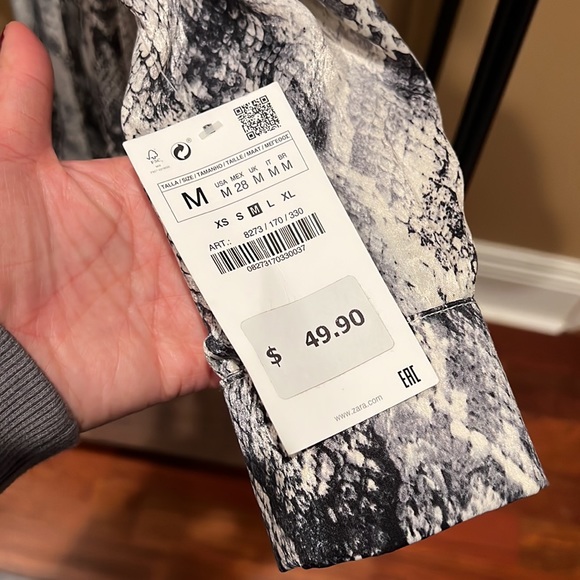 TALLA / SIZE / TAMANHO / TAILLE / MAAT / ΜΕΓΕΘΟΣ
M
USA MEX UK IT BR
M 28 M M M
XS S M L XL
ART.: 8273 / 170 / 330
08273170330037
$ 49.90
EAC
www.zara.com